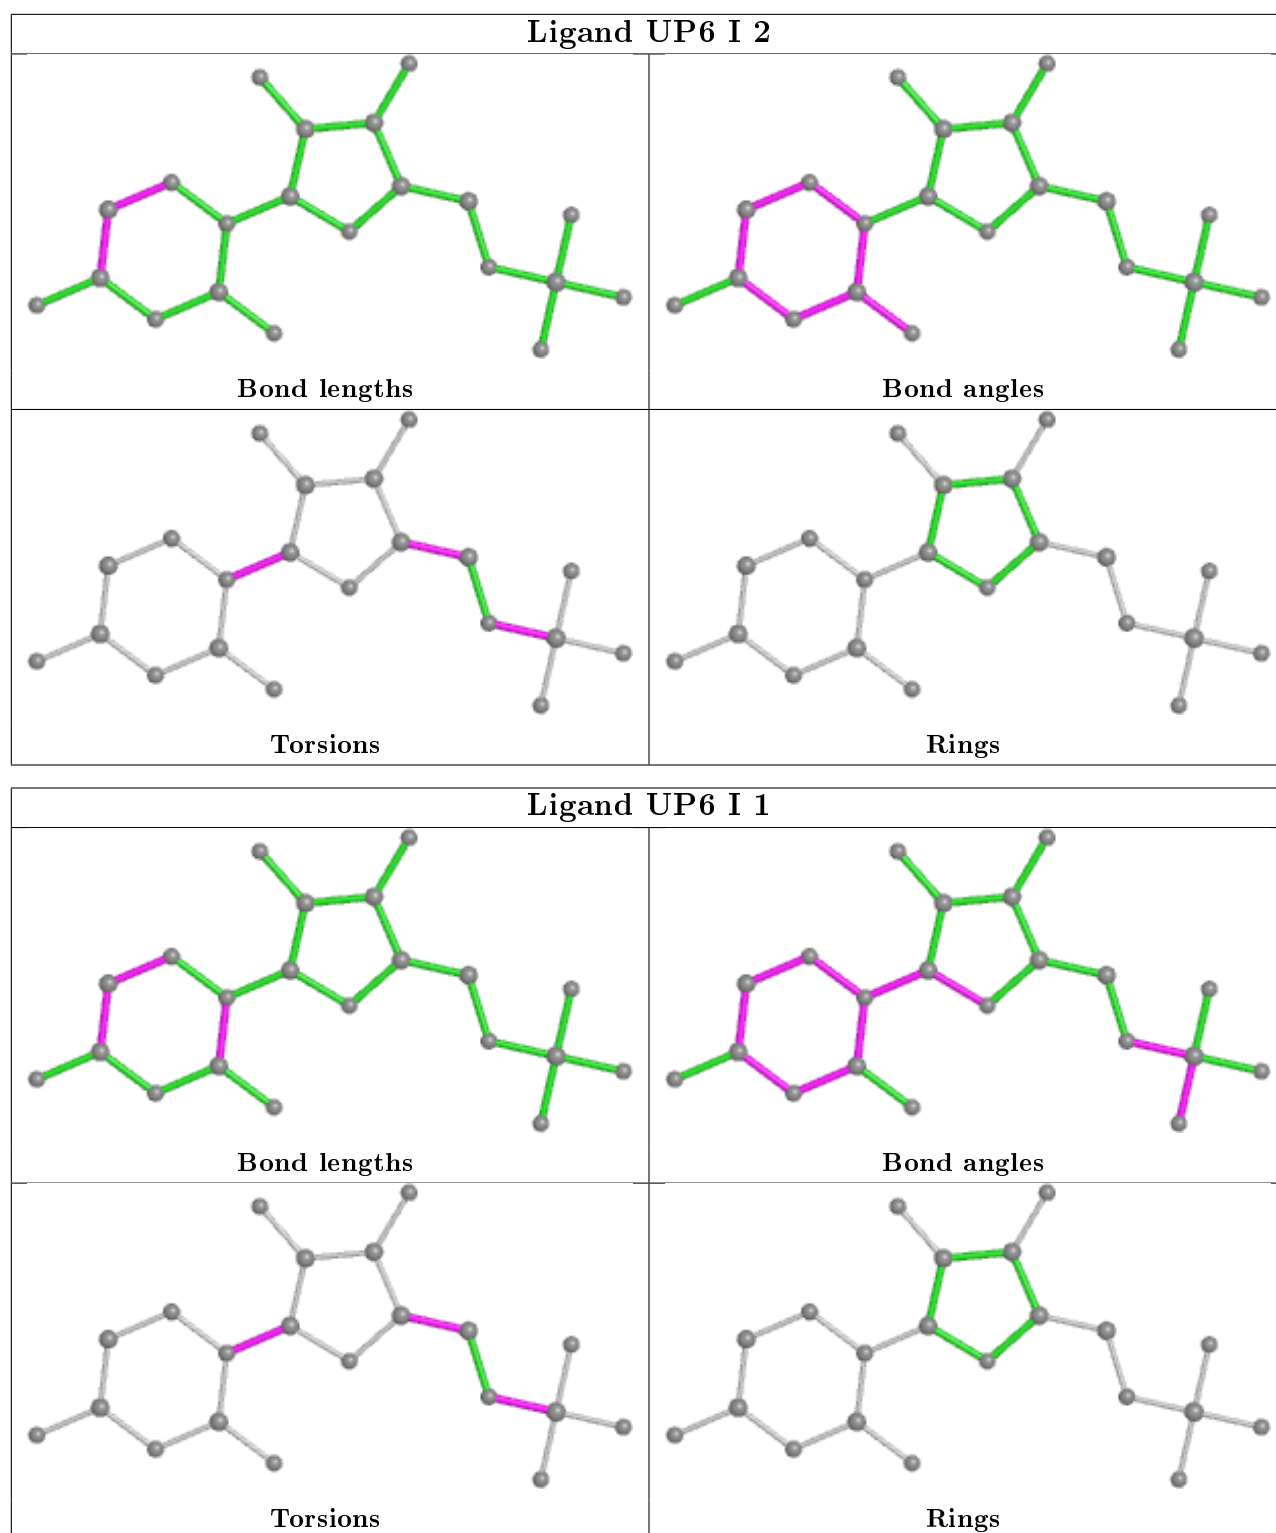 Ligand UP6 I 2
Bond lengths
Bond angles
Torsions
Rings
Ligand UP6 I 1
Bond lengths
Bond angles
Torsions
Rings